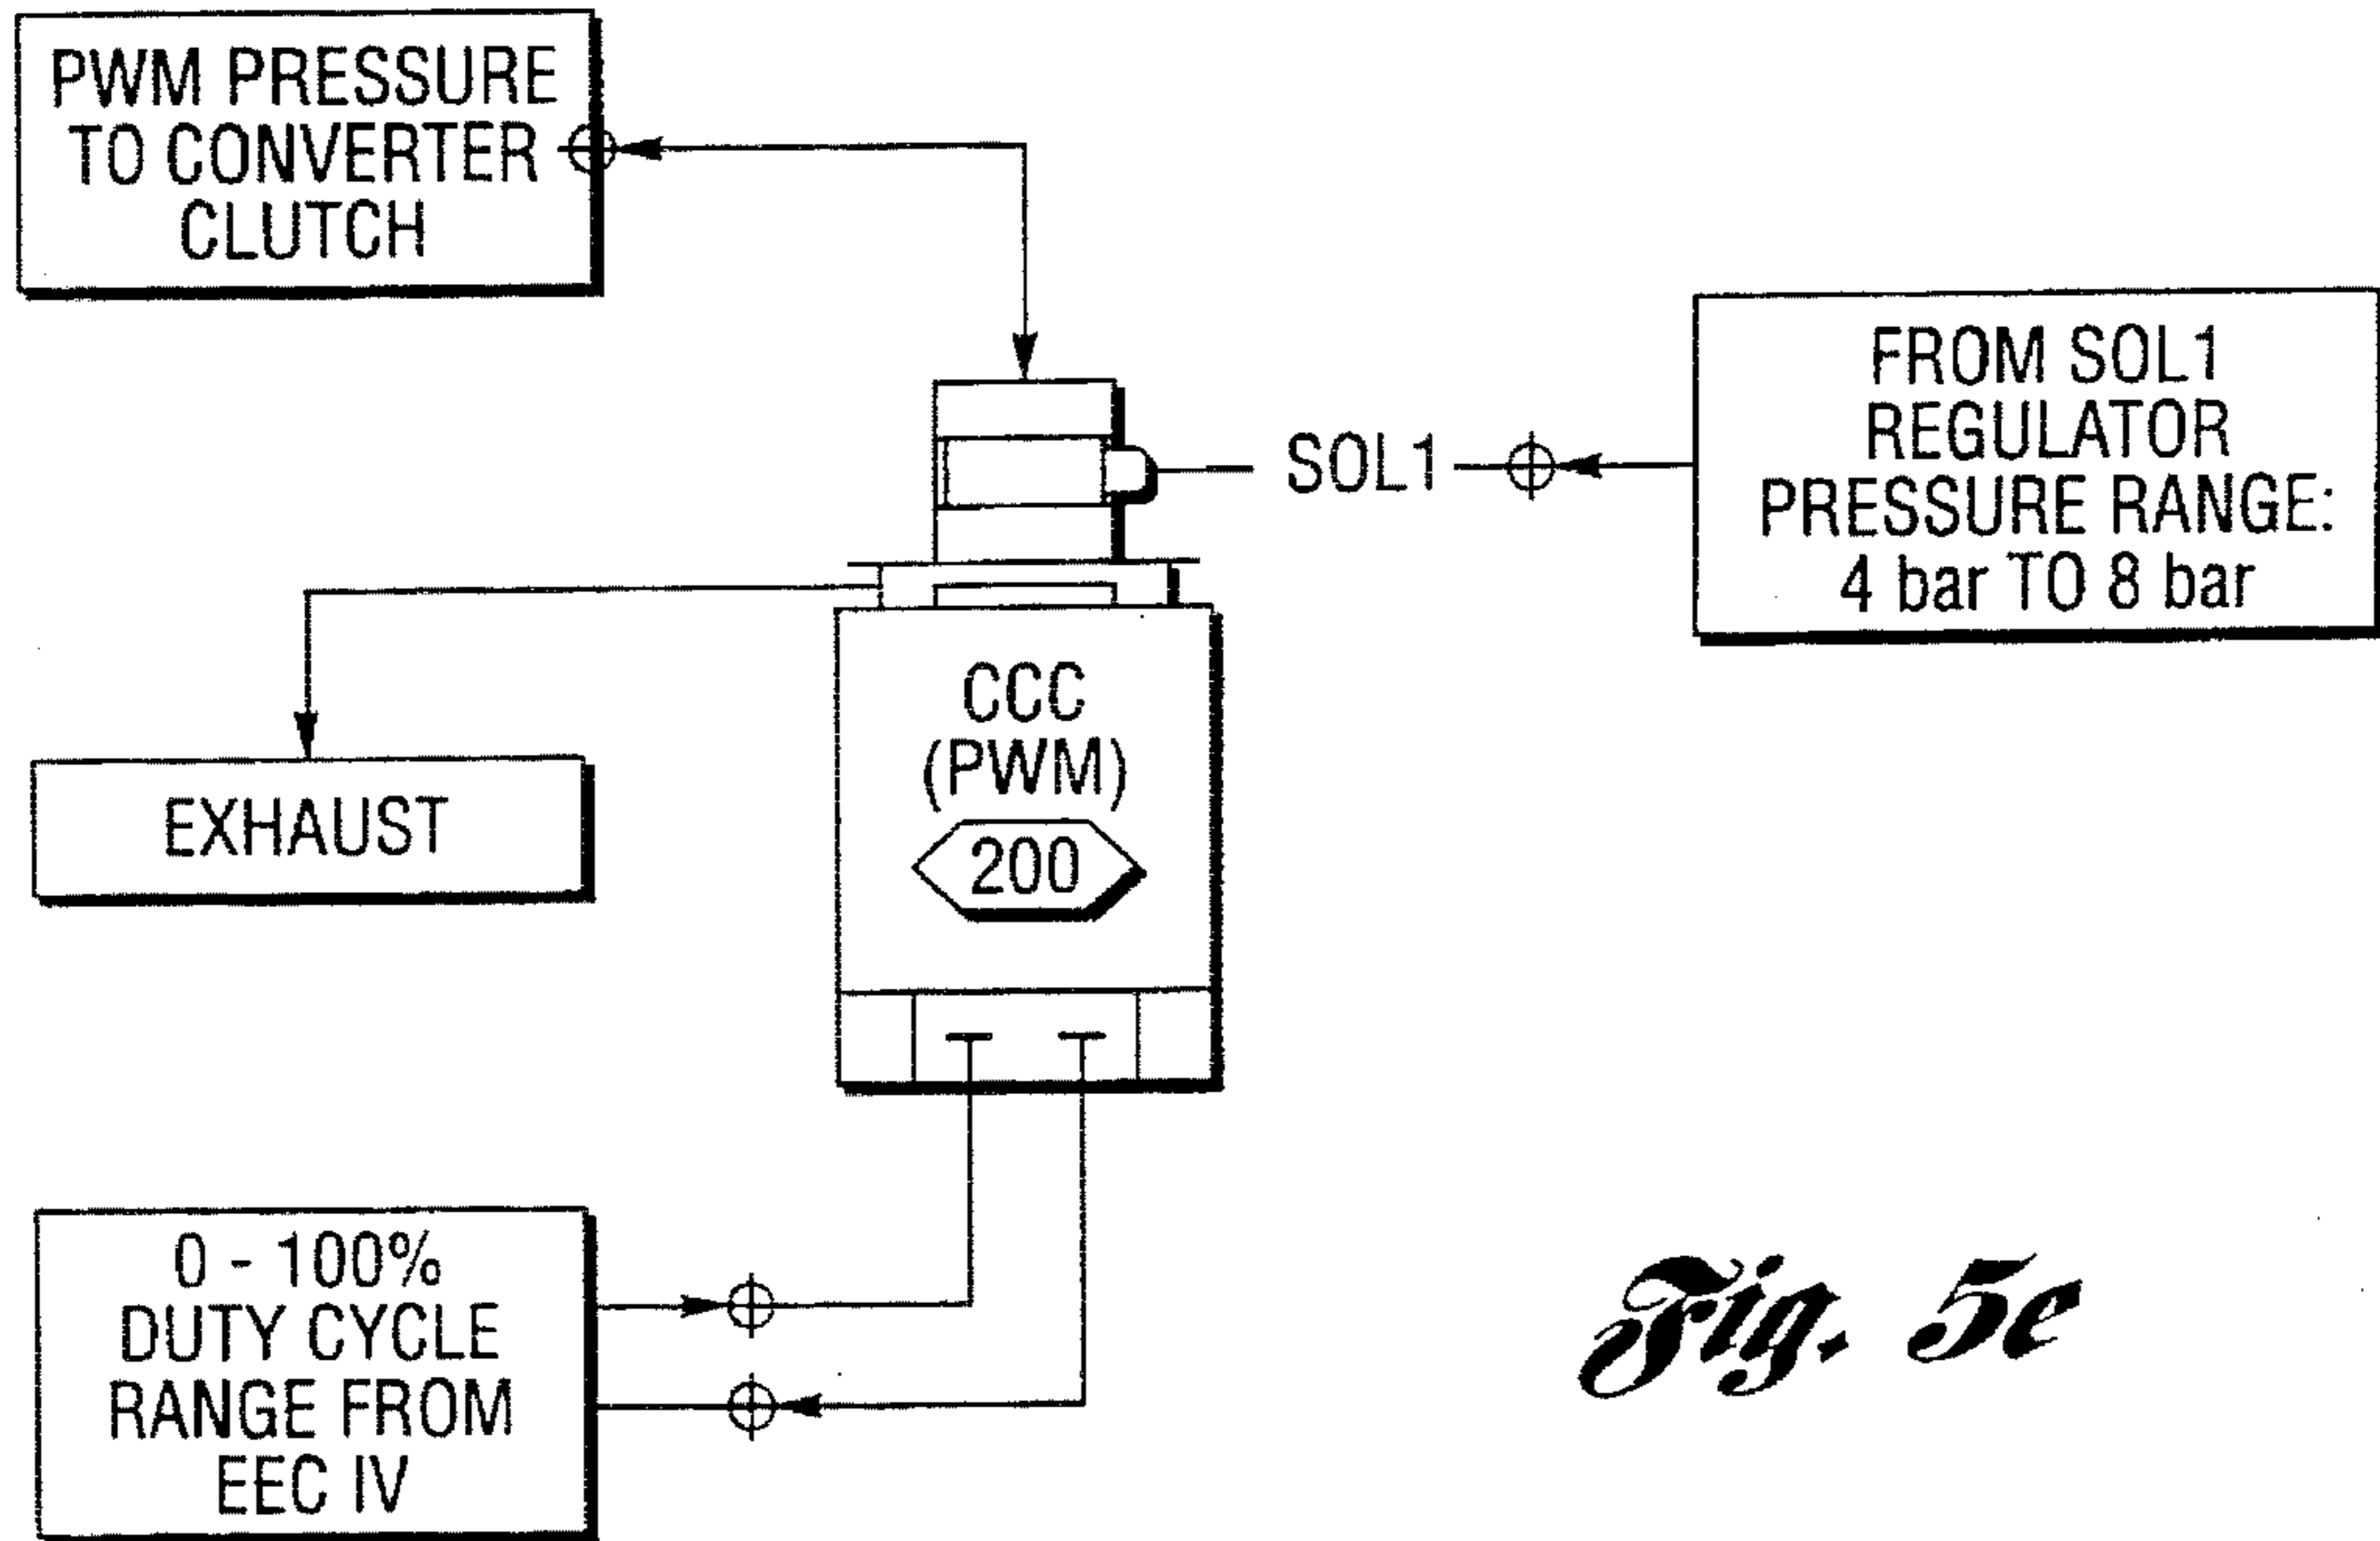 PWM PRESSURE
TO CONVERTER
CLUTCH
FROM SOL1
REGULATOR
PRESSURE RANGE:
4 bar TO 8 bar
SOL1
CCC
(PWM)
200
EXHAUST
0 - 100%
DUTY CYCLE
RANGE FROM
EEC IV
Fig. 5e